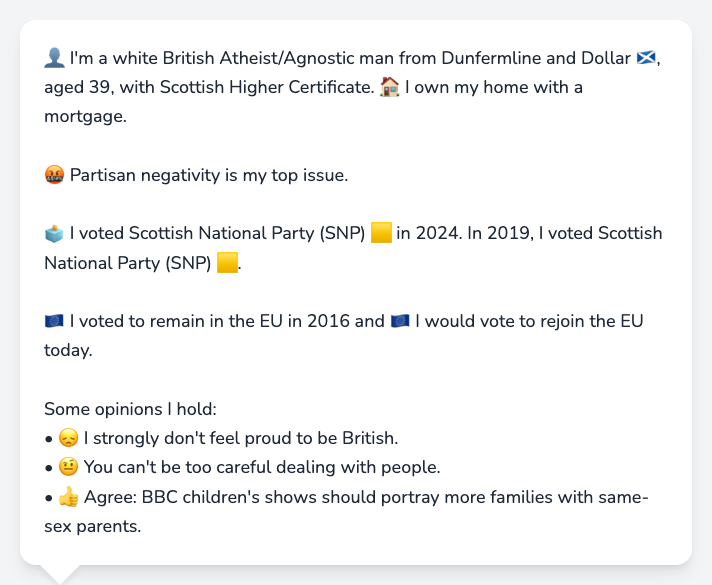 👤 I'm a white British Atheist/Agnostic man from Dunfermline and Dollar 🏴󠁧󠁢󠁳󠁣󠁴󠁿,
aged 39, with Scottish Higher Certificate. 🏠 I own my home with a
mortgage.
🤬 Partisan negativity is my top issue.
🗳️ I voted Scottish National Party (SNP) 🟨 in 2024. In 2019, I voted Scottish
National Party (SNP) 🟨.
🇪🇺 I voted to remain in the EU in 2016 and 🇪🇺 I would vote to rejoin the EU
today.
Some opinions I hold:
• 😞 I strongly don't feel proud to be British.
• 🤨 You can't be too careful dealing with people.
• 👍 Agree: BBC children's shows should portray more families with same-
sex parents.